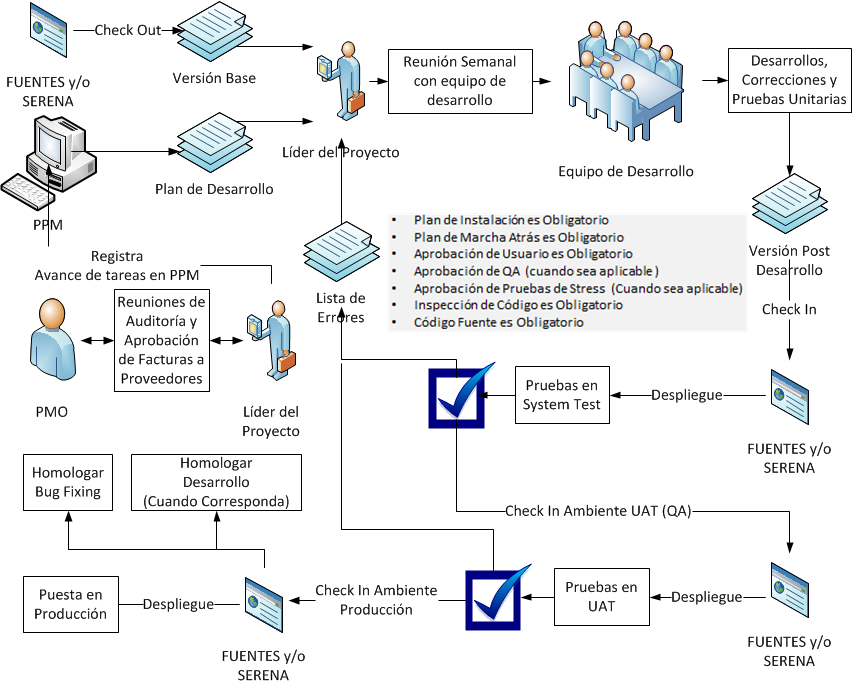 Check Out
FUENTES y/o
SERENA
Versión Base
Líder del Proyecto
Reunión Semanal
con equipo de
desarrollo
Equipo de Desarrollo
Desarrollos,
Correcciones y
Pruebas Unitarias
PPM
Plan de Desarrollo
Versión Post
Desarrollo
Check In
• Plan de Instalación es Obligatorio
• Plan de Marcha Atrás es Obligatorio
• Aprobación de Usuario es Obligatorio
• Aprobación de QA (cuando sea aplicable )
• Aprobación de Pruebas de Stress (Cuando sea aplicable)
• Inspección de Código es Obligatorio
• Código Fuente es Obligatorio
Lista de
Errores
Registra
Avance de tareas en PPM
PMO
Reuniones de
Auditoría y
Aprobación
de Facturas a
Proveedores
Líder del
Proyecto
Pruebas en
System Test
Despliegue
FUENTES y/o
SERENA
Homologar
Bug Fixing
Homologar
Desarrollo
(Cuando Corresponda)
Check In Ambiente UAT (QA)
Puesta en
Producción
Despliegue
FUENTES y/o
SERENA
Check In Ambiente
Producción
Pruebas en
UAT
Despliegue
FUENTES y/o
SERENA